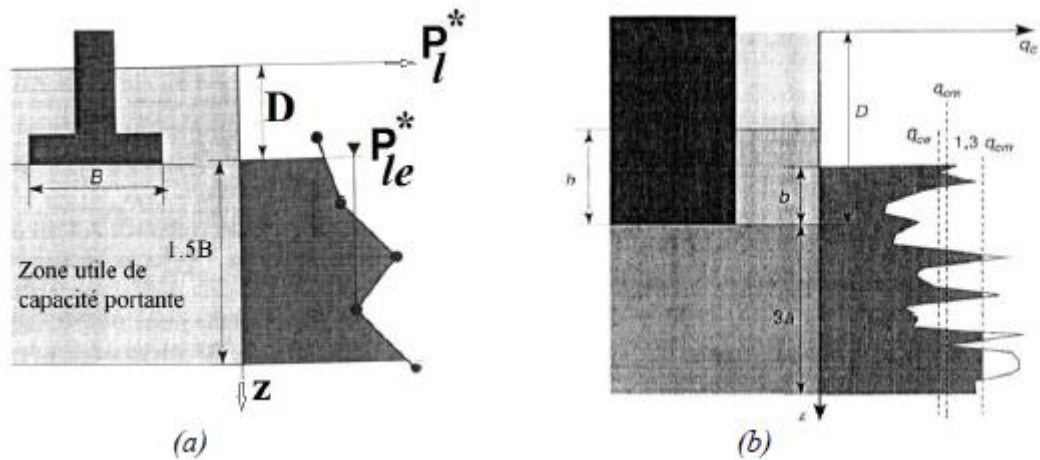 P*l
D
P*le
B
1.5B
Zone utile de
capacité portante
z
(a)
qc
D
qcm
qce
1,3 qcm
h
b
3a
z
(b)